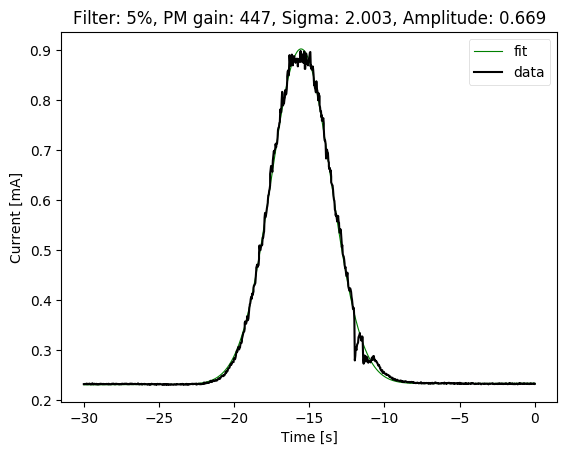 Filter: 5%, PM gain: 447, Sigma: 2.003, Amplitude: 0.669
fit
data
0.9
0.8
0.7
0.6
0.5
0.4
0.3
0.2
Current [mA]
−30 −25 −20 −15 −10 −5 0
Time [s]